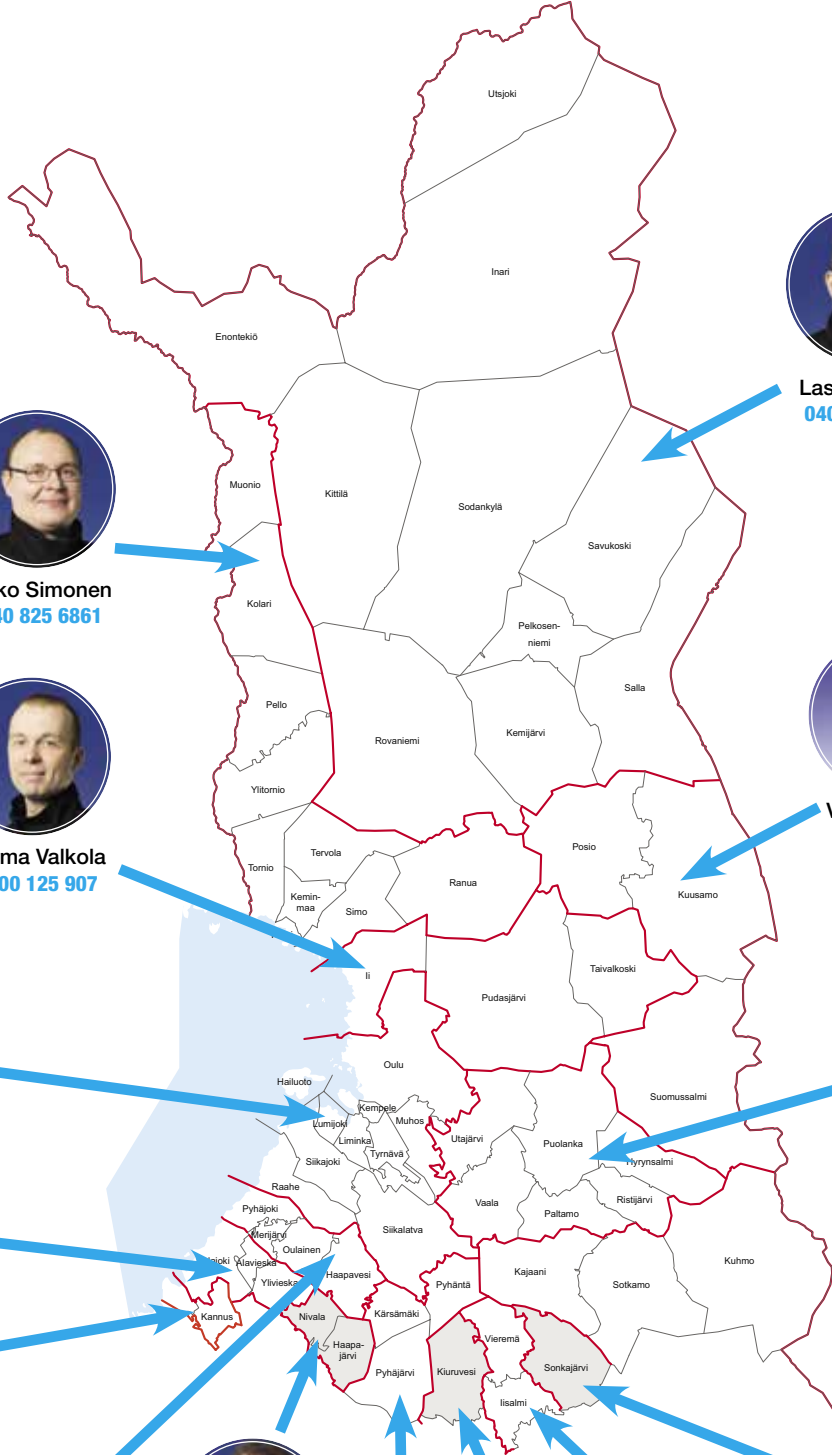 Utsjoki
Inari
Enontekiö
Las
040
Muonio
Kittilä
Sodankylä
Savukoski
ko Simonen
40 825 6861
Kolari
Pelkosen-
niemi
Pello
Salla
Rovaniemi
Kemijärvi
Ylitornio
V
ma Valkola
00 125 907
Tornio
Tervola
Posio
Ranua
Kuusamo
Kemin-
maa
Simo
Ii
Taivalkoski
Pudasjärvi
Oulu
Hailuoto
Suomussalmi
Kempele
Lumijoki
Muhos
Liminka
Utajärvi
Puolanka
Tyrnävä
Siikajoki
Hyrynsalmi
Raahe
Vaala
Ristijärvi
Pyhäjoki
Paltamo
Merijärvi
Siikalatva
Oulainen
Alavieska
Haapavesi
Kajaani
Kuhmo
Ylivieska
Pyhäntä
Sotkamo
Kannus
Nivala
Kärsämäki
Haapa-
järvi
Vieremä
Pyhäjärvi
Kiuruvesi
Sonkajärvi
Iisalmi